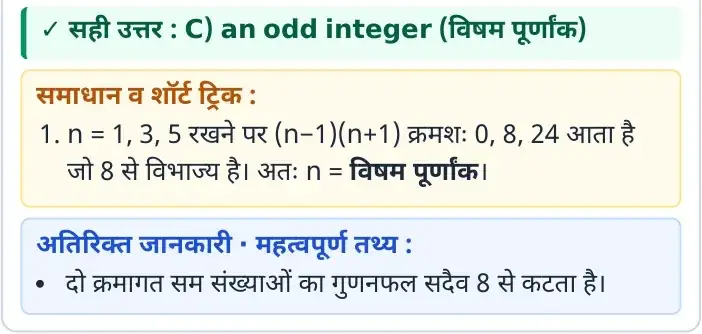 ✓ सही उत्तर : C) an odd integer (विषम पूर्णांक)
समाधान व शॉर्ट ट्रिक :
1. n = 1, 3, 5 रखने पर (n−1)(n+1) क्रमशः 0, 8, 24 आता है
जो 8 से विभाज्य है। अतः n = विषम पूर्णांक।
अतिरिक्त जानकारी · महत्वपूर्ण तथ्य :
• दो क्रमागत सम संख्याओं का गुणनफल सदैव 8 से कटता है।